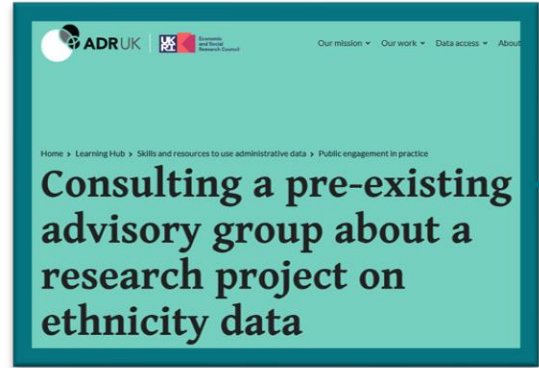 ADRUK
UK
RI
Economic
and Social
Research Council
Our mission
Our work
Data access
About
Home > Learning Hub > Skills and resources to use administrative data > Public engagement in practice
Consulting a pre-existing
advisory group about a
research project on
ethnicity data